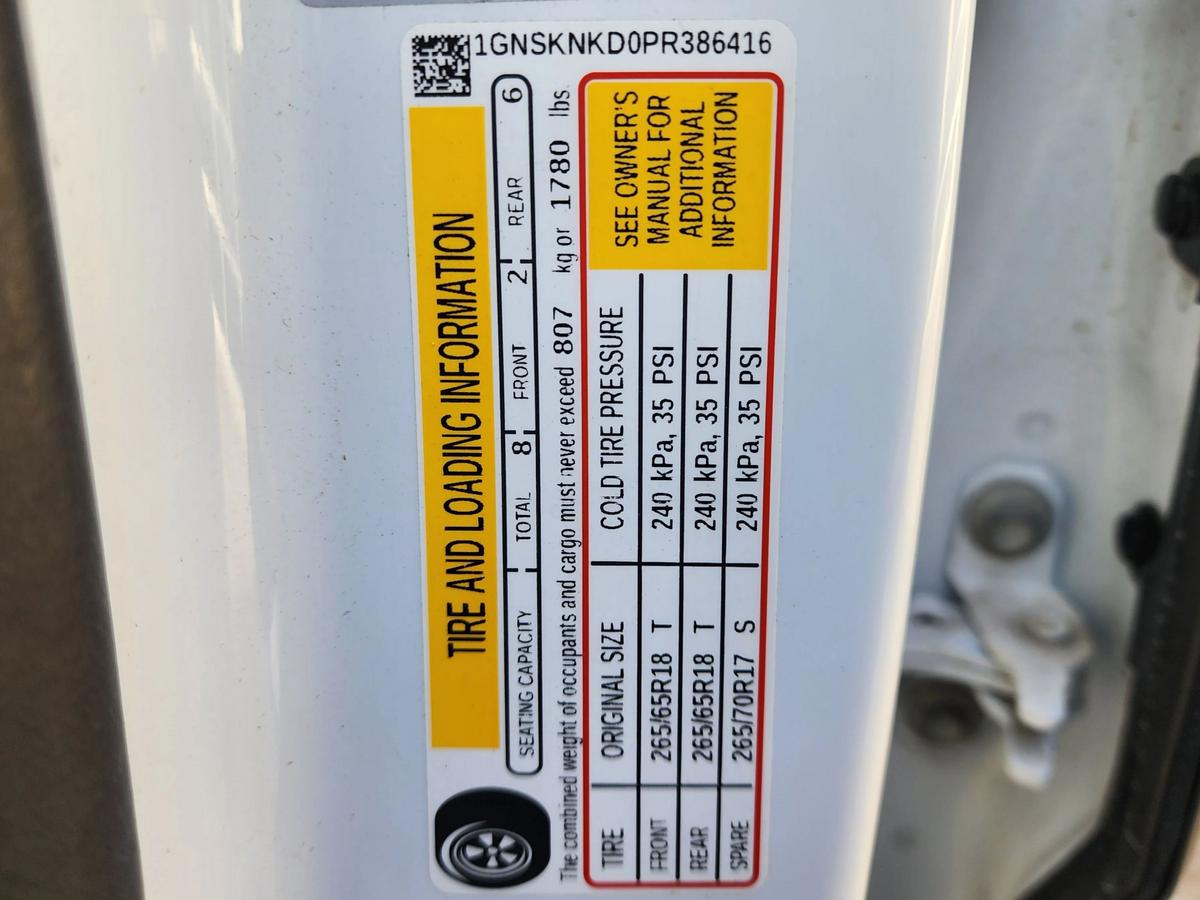 1GNSKNKD0PR386416
TIRE AND LOADING INFORMATION
SEATING CAPACITY TOTAL 8 FRONT 2 REAR 6
The combined weight of occupants and cargo must never exceed 807 kg or 1780 lbs.
TIRE ORIGINAL SIZE COLD TIRE PRESSURE
FRONT 265/65R18 T 240 kPa, 35 PSI
REAR 265/65R18 T 240 kPa, 35 PSI
SPARE 265/70R17 S 240 kPa, 35 PSI
SEE OWNER'S
MANUAL FOR
ADDITIONAL
INFORMATION